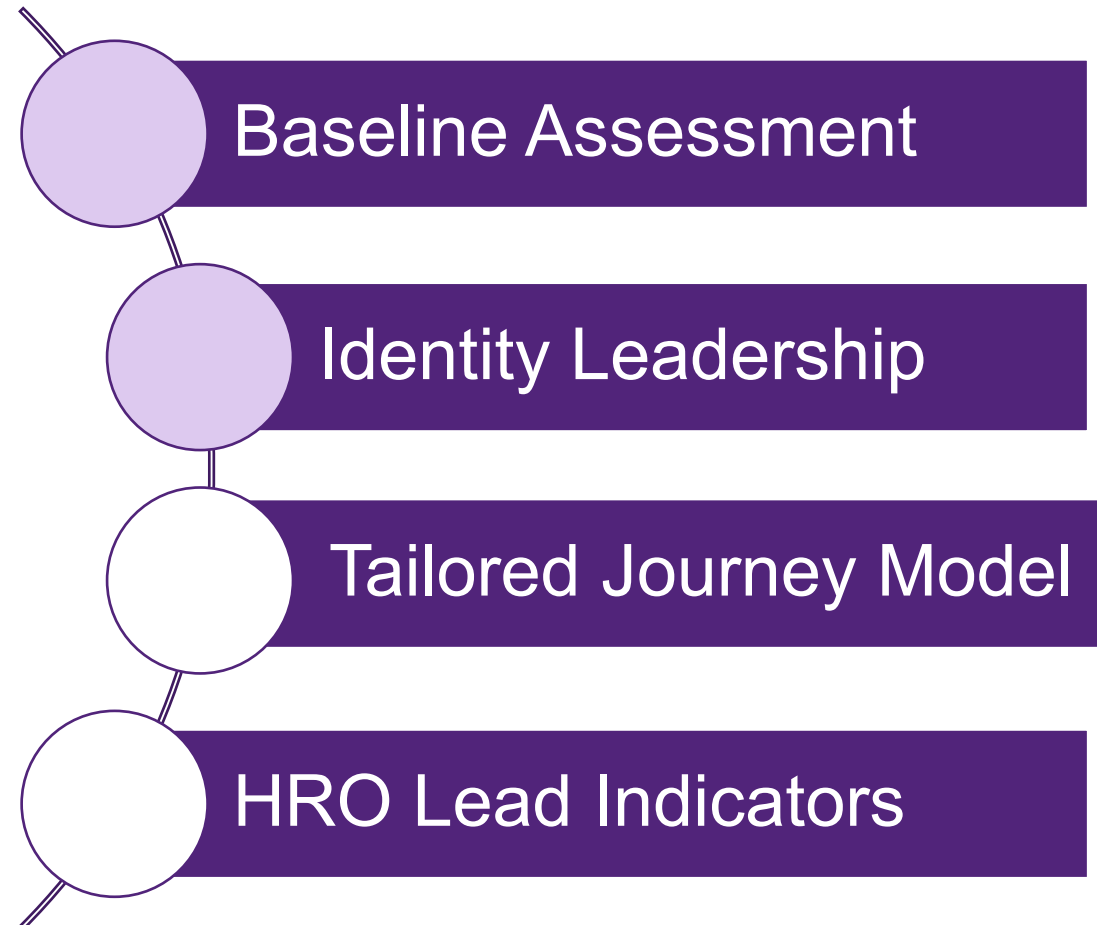 Baseline Assessment
Identity Leadership
Tailored Journey Model
HRO Lead Indicators